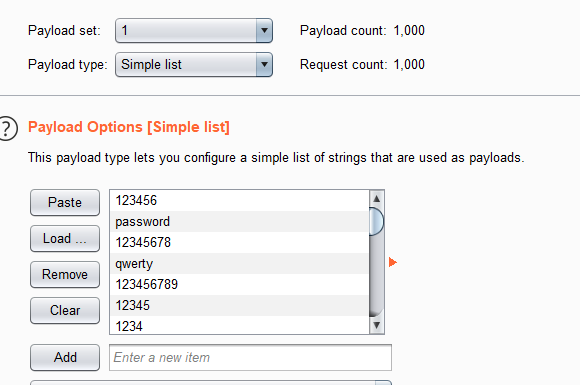 Payload set: 1 Payload count: 1,000
Payload type: Simple list Request count: 1,000
? Payload Options [Simple list]
This payload type lets you configure a simple list of strings that are used as payloads.
Paste 123456
password
Load ... 12345678
qwerty
Remove 123456789
Clear 12345
1234
Add Enter a new item